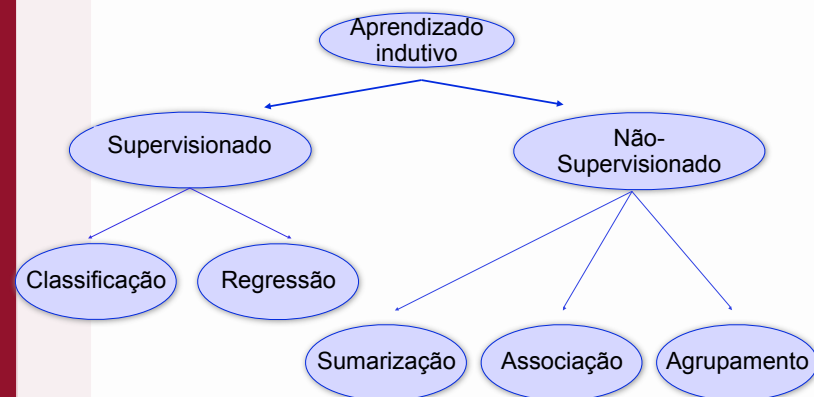 Aprendizado
indutivo
Supervisionado
Não-
Supervisionado
Classificação
Regressão
Sumarização
Associação
Agrupamento